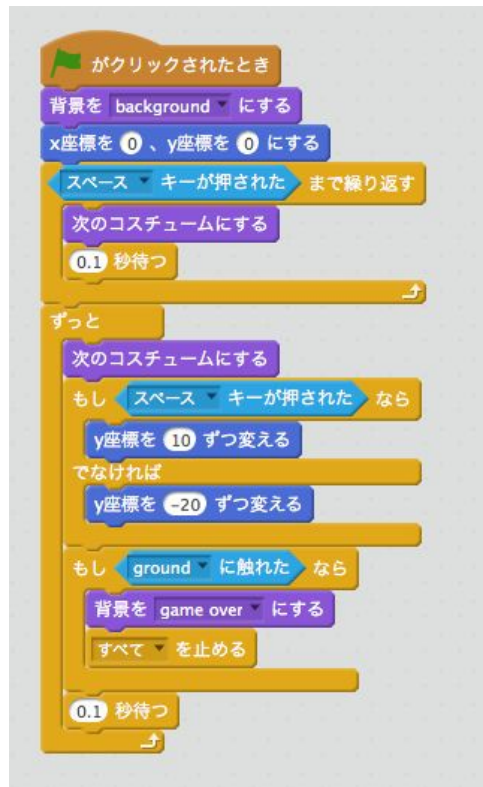 がクリックされたとき
背景を background にする
x座標を 0 、y座標を 0 にする
スペース キーが押された まで繰り返す
次のコスチュームにする
0.1 秒待つ
ずっと
次のコスチュームにする
もし スペース キーが押された なら
y座標を 10 ずつ変える
でなければ
y座標を -20 ずつ変える
もし ground に触れた なら
背景を game over にする
すべて を止める
0.1 秒待つ